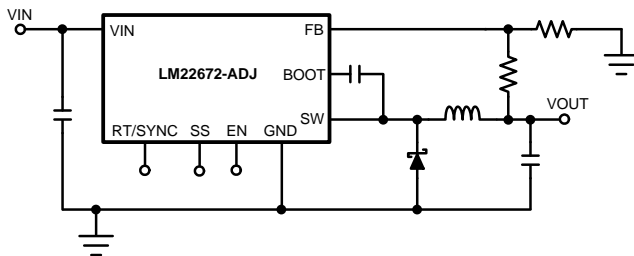 VIN
VIN
FB
LM22672-ADJ
BOOT
SW
VOUT
RT/SYNC SS EN GND